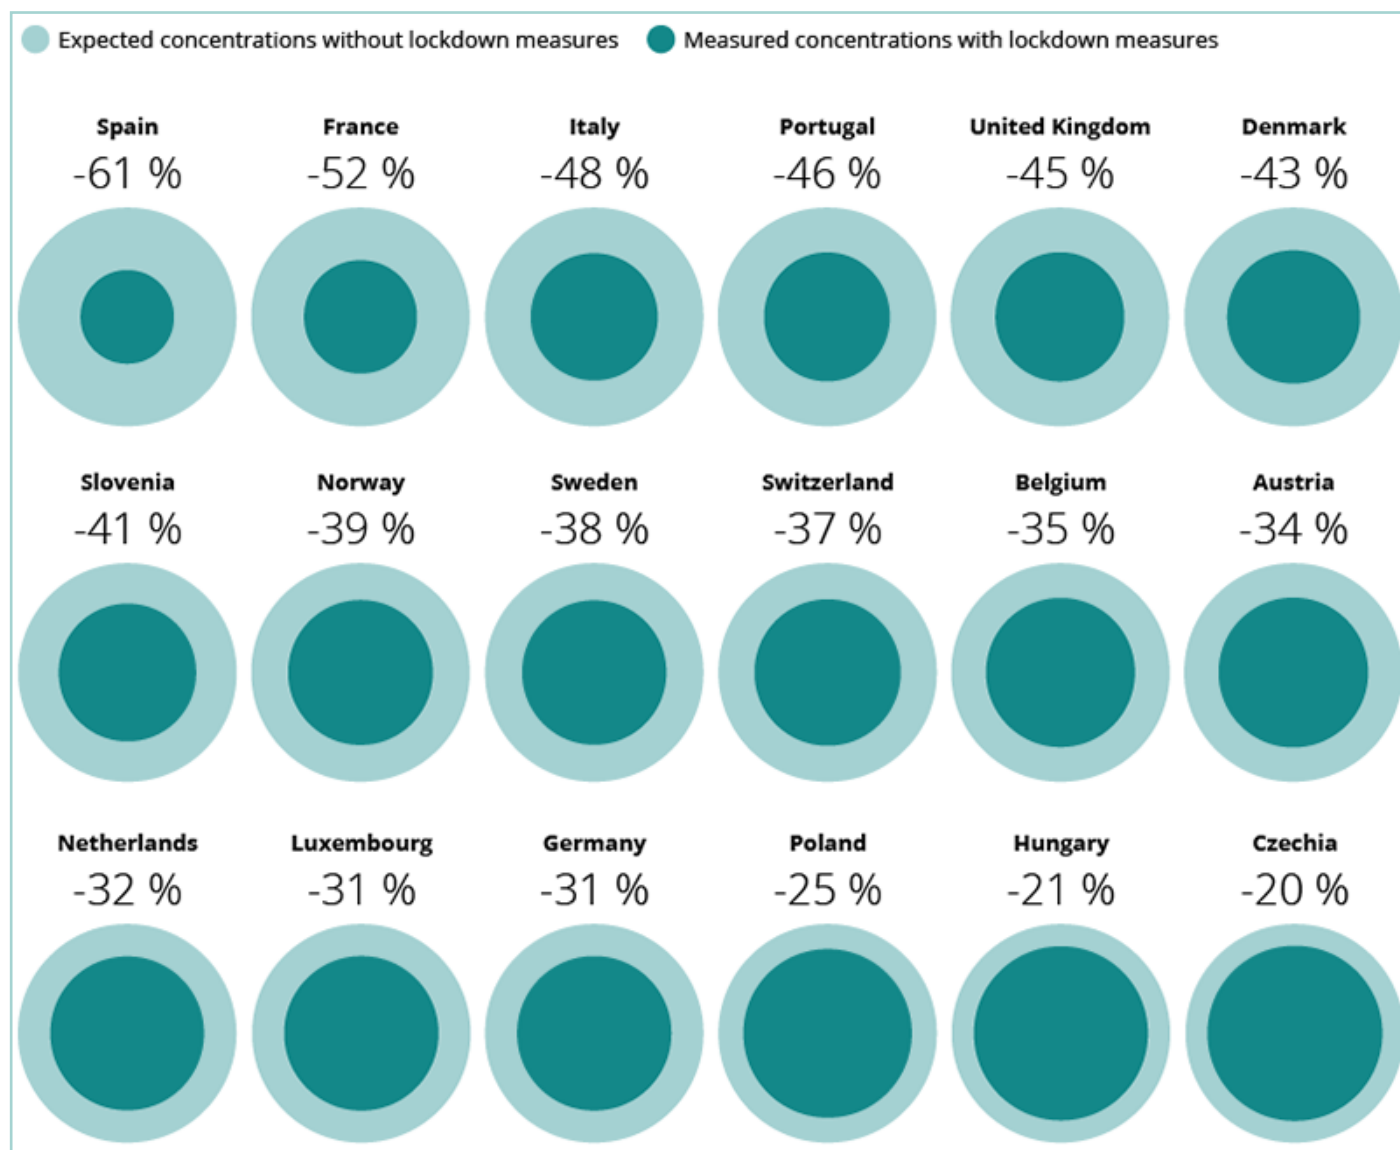 Expected concentrations without lockdown measures Measured concentrations with lockdown measures
Spain France Italy Portugal United Kingdom Denmark
-61 % -52 % -48 % -46 % -45 % -43 %
Slovenia Norway Sweden Switzerland Belgium Austria
-41 % -39 % -38 % -37 % -35 % -34 %
Netherlands Luxembourg Germany Poland Hungary Czechia
-32 % -31 % -31 % -25 % -21 % -20 %